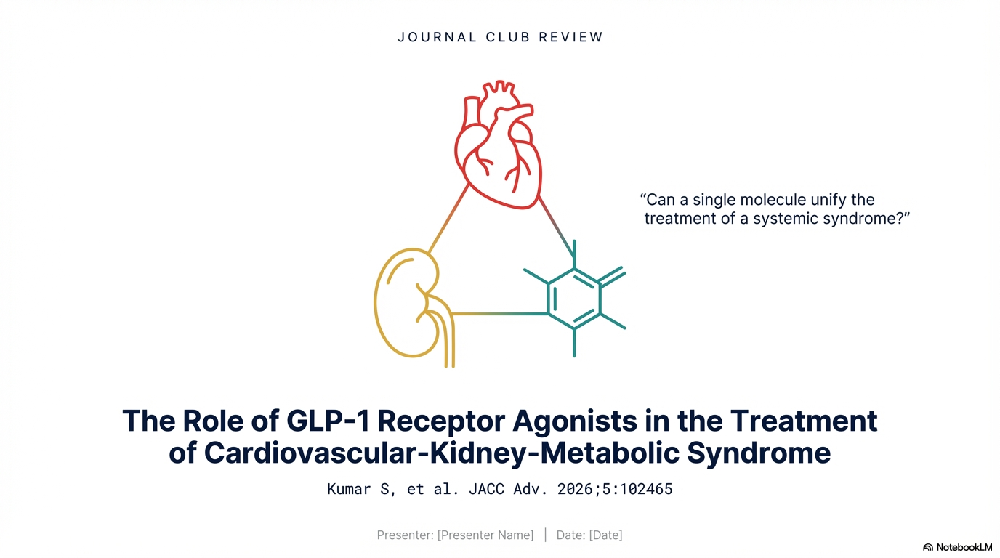 JOURNAL CLUB REVIEW
“Can a single molecule unify the
treatment of a systemic syndrome?”
The Role of GLP-1 Receptor Agonists in the Treatment
of Cardiovascular-Kidney-Metabolic Syndrome
Kumar S, et al. JACC Adv. 2026;5:102465
Presenter: [Presenter Name] | Date: [Date]
NotebookLM